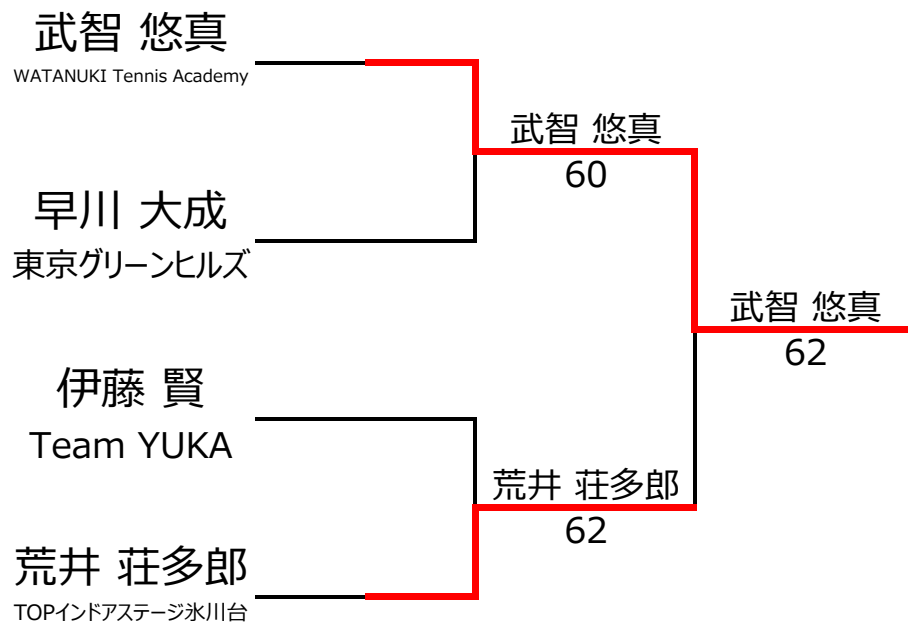 武智 悠真
WATANUKI Tennis Academy
武智 悠真
60
早川 大成
東京グリーンヒルズ
武智 悠真
62
伊藤 賢
Team YUKA
荒井 荘多郎
62
荒井 荘多郎
TOPインドアステージ氷川台